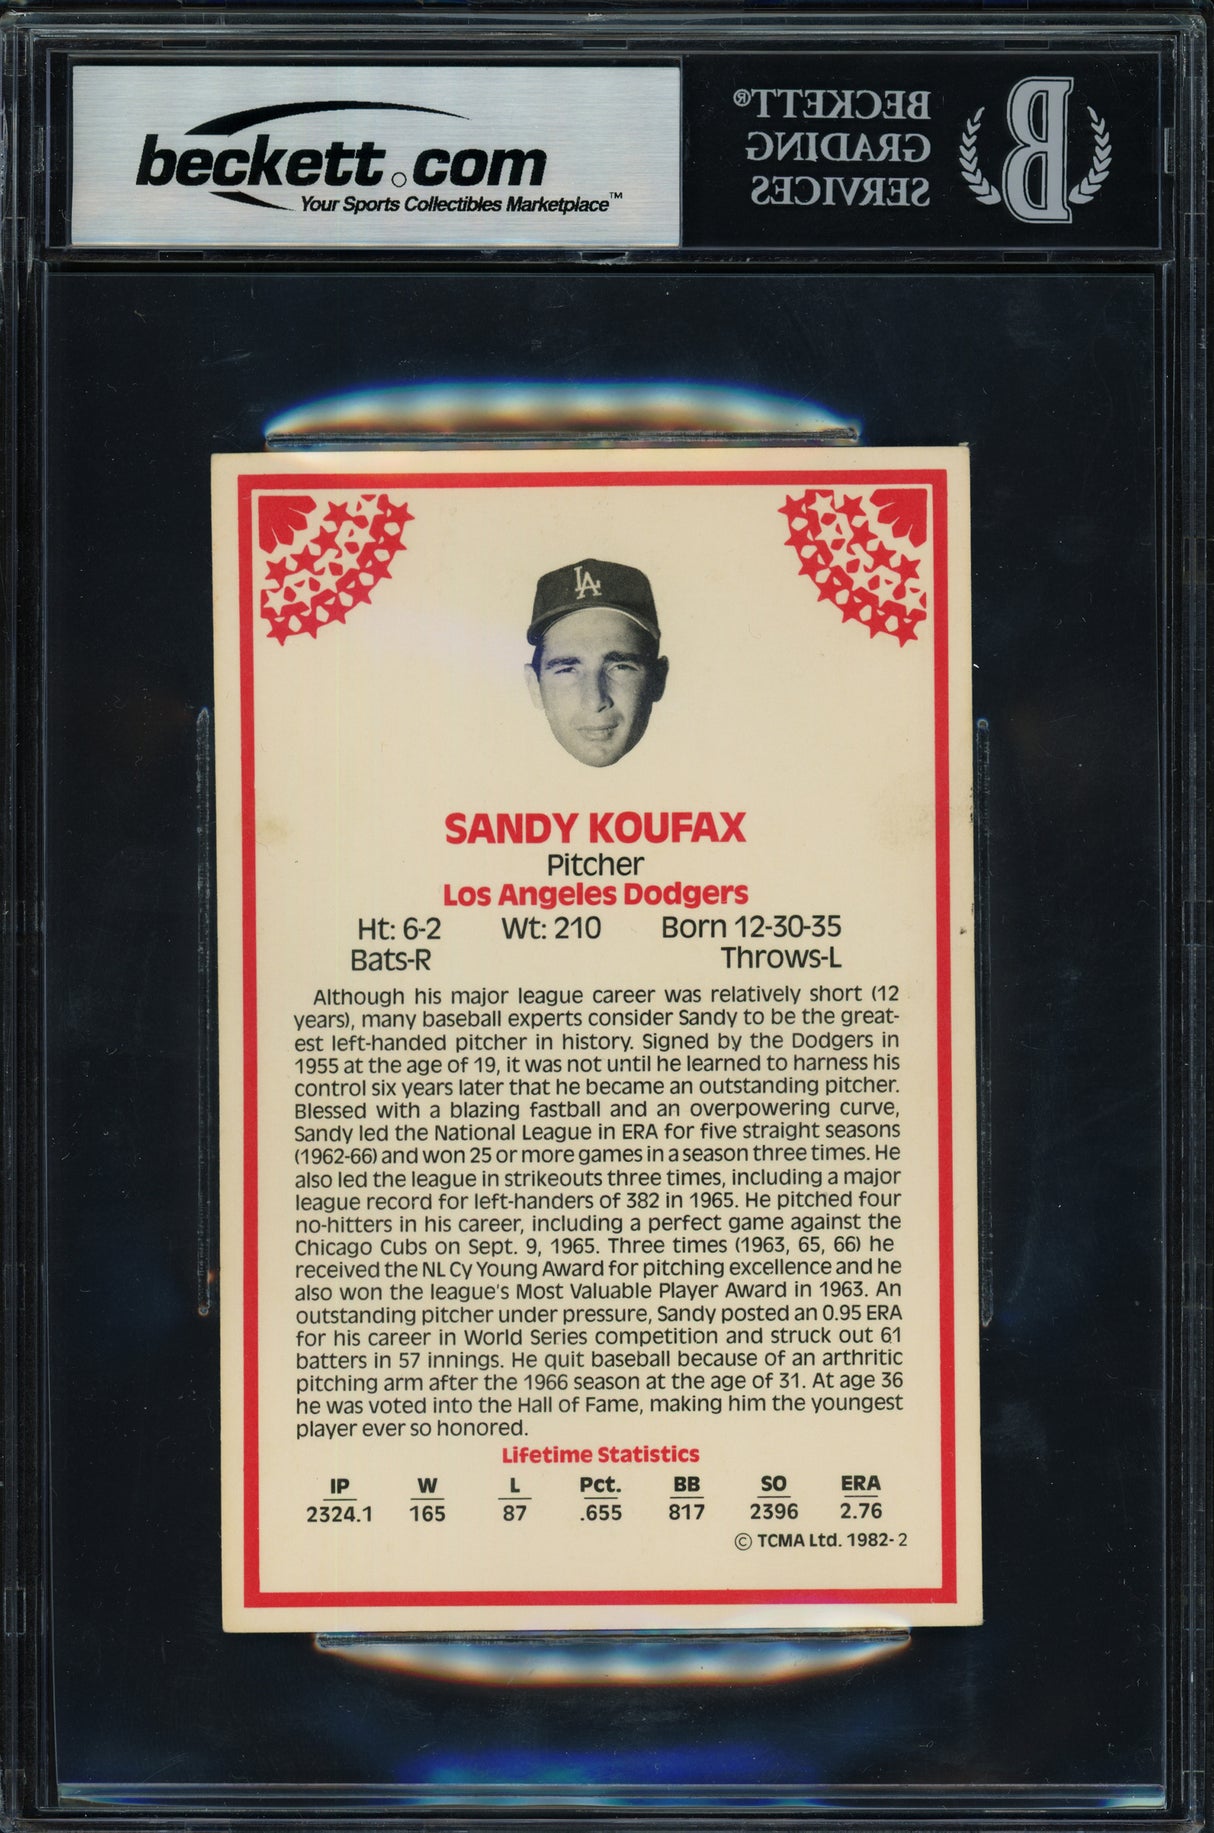 beckett.com
Your Sports Collectibles Marketplace™
BECKETT®
GRADING
SERVICES
B
LA
SANDY KOUFAX
Pitcher
Los Angeles Dodgers
Ht: 6-2 Wt: 210 Born 12-30-35
Bats-R Throws-L
Although his major league career was relatively short (12
years), many baseball experts consider Sandy to be the great-
est left-handed pitcher in history. Signed by the Dodgers in
1955 at the age of 19, it was not until he learned to harness his
control six years later that he became an outstanding pitcher.
Blessed with a blazing fastball and an overpowering curve,
Sandy led the National League in ERA for five straight seasons
(1962-66) and won 25 or more games in a season three times. He
also led the league in strikeouts three times, including a major
league record for left-handers of 382 in 1965. He pitched four
no-hitters in his career, including a perfect game against the
Chicago Cubs on Sept. 9, 1965. Three times (1963, 65, 66) he
received the NL Cy Young Award for pitching excellence and he
also won the league's Most Valuable Player Award in 1963. An
outstanding pitcher under pressure, Sandy posted an 0.95 ERA
for his career in World Series competition and struck out 61
batters in 57 innings. He quit baseball because of an arthritic
pitching arm after the 1966 season at the age of 31. At age 36
he was voted into the Hall of Fame, making him the youngest
player ever so honored.
Lifetime Statistics
IP W L Pct. BB SO ERA
2324.1 165 87 .655 817 2396 2.76
© TCMA Ltd. 1982-2